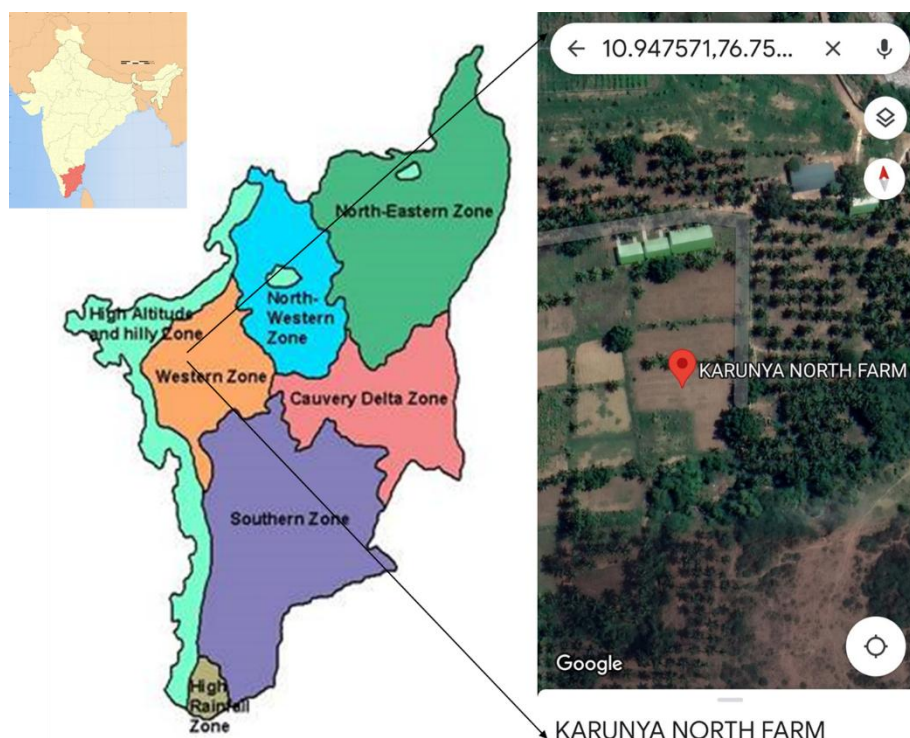 10.947571,76.75...
North-Eastern Zone
North-
Western
Zone
High Altitude
and hilly Zone
Western Zone
Cauvery Delta Zone
Southern Zone
High
Rainfall
Zone
KARUNYA NORTH FARM
Google
KARUNYA NORTH FARM